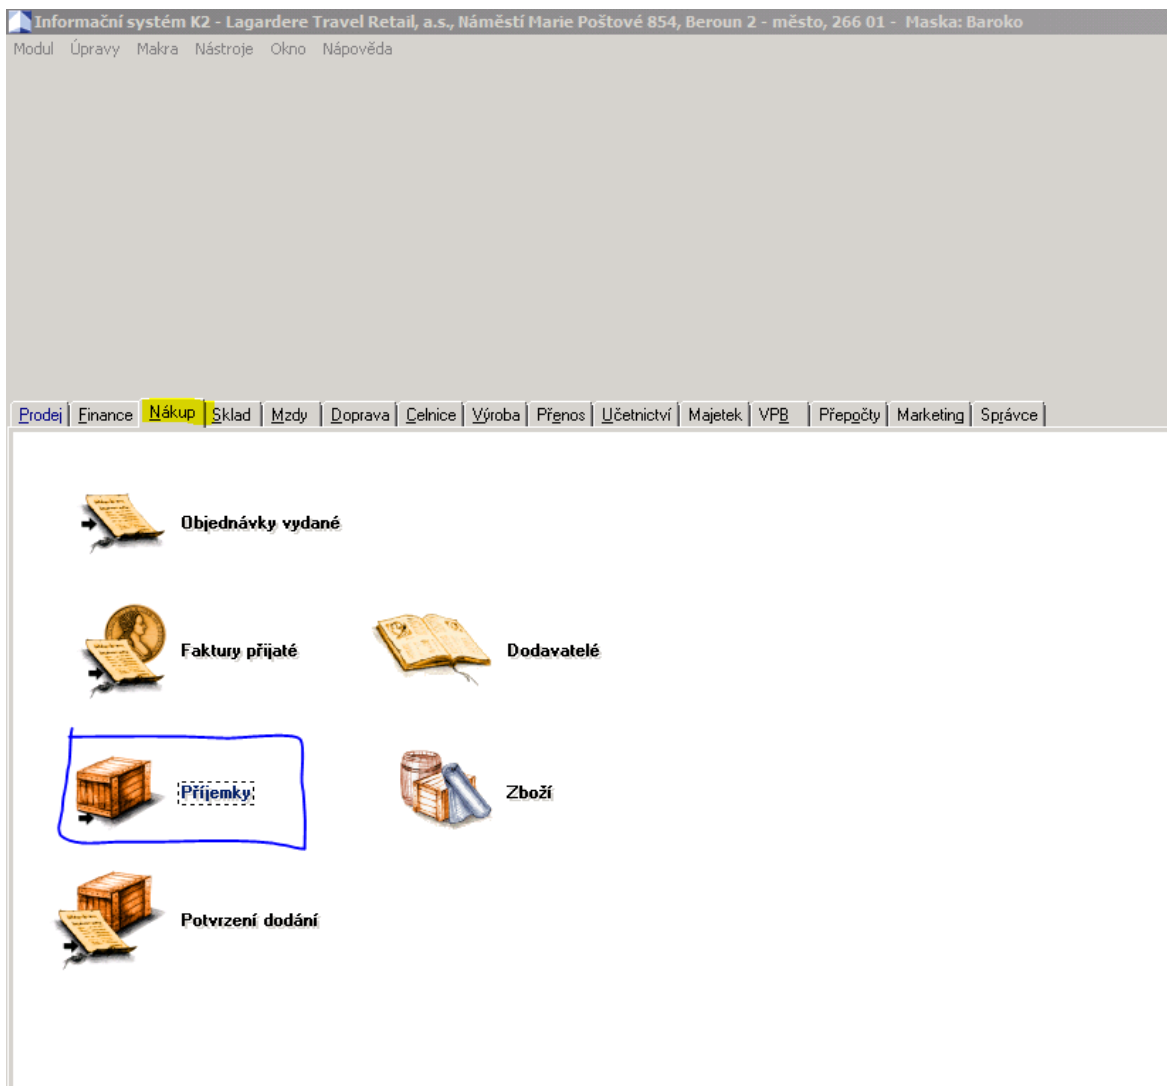 Informační systém K2 - Lagardere Travel Retail, a.s., Náměstí Marie Poštové 854, Beroun 2 - město, 266 01 - Maska: Baroko
Modul Úpravy Makra Nástroje Okno Nápověda
Prodej Finance Nákup Sklad Mzdy Doprava Celnice Výroba Přenos Účetnictví Majetek VPB Přepočty Marketing Správce
Objednávky vydané
Faktury přijaté Dodavatelé
Příjemky Zboží
Potvrzení dodání